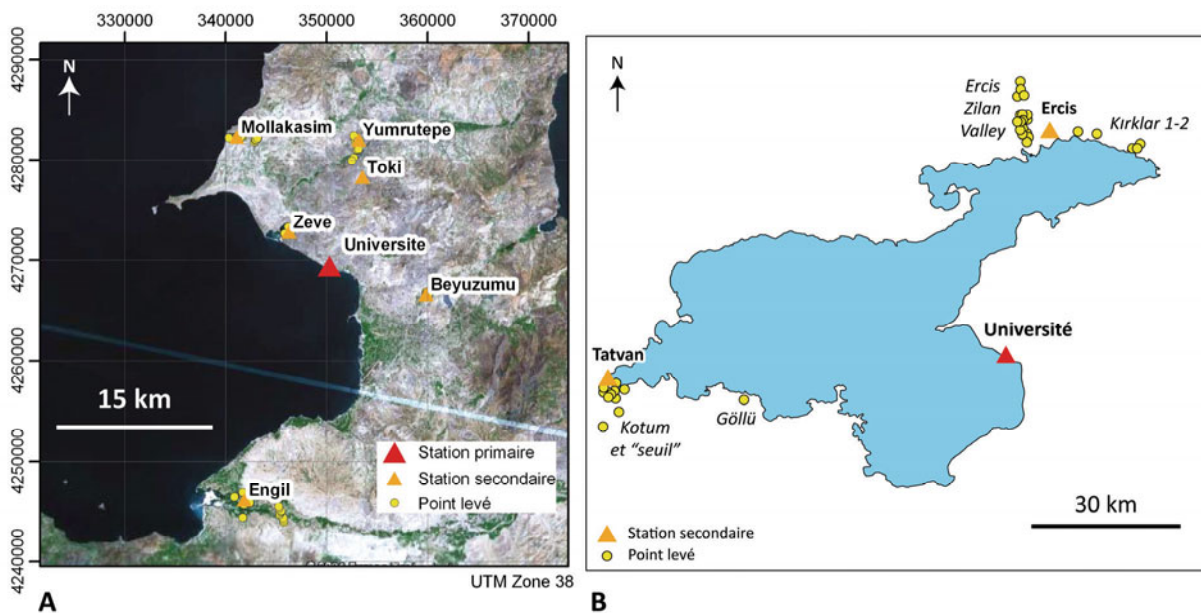 330000 340000 350000 360000 370000
4290000
4280000
4270000
4260000
4250000
4240000
N
Mollakasim
Yumrutepe
Toki
Zeve
Universite
Beyuzumu
15 km
Station primaire
Station secondaire
Point levé
Engil
UTM Zone 38
A
N
Ercis
Zilan
Valley
Ercis
Kırklar 1-2
Université
Tatvan
Göllü
Kotum
et “seuil”
30 km
Station secondaire
Point levé
B